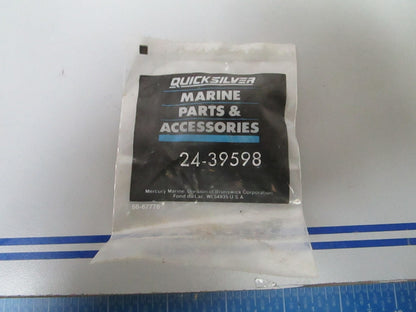 QUICKSILVER
MARINE
PARTS &
ACCESSORIES
24-39598
Mercury Marine Division of Brunswick Corporation
Fond du Lac, WI 54935 U.S.A.